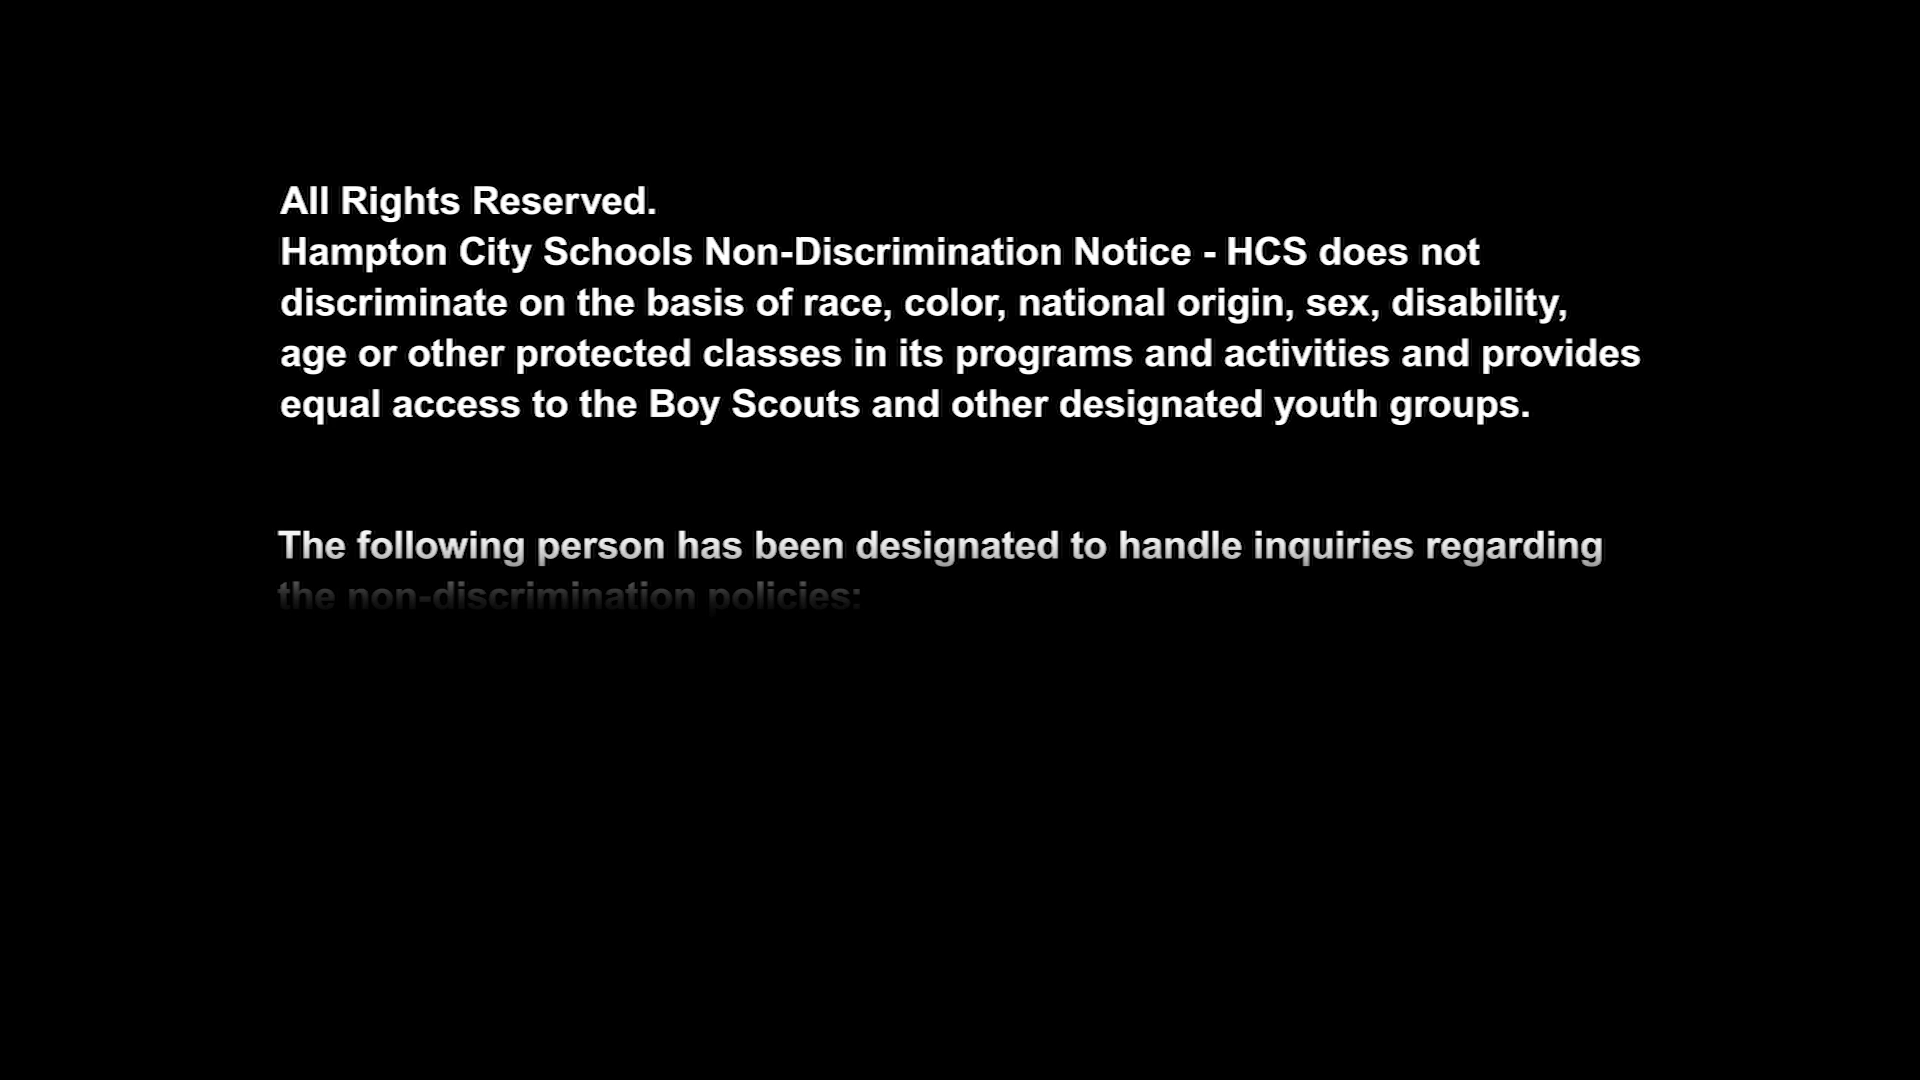 All Rights Reserved.
Hampton City Schools Non-Discrimination Notice - HCS does not
discriminate on the basis of race, color, national origin, sex, disability,
age or other protected classes in its programs and activities and provides
equal access to the Boy Scouts and other designated youth groups.
The following person has been designated to handle inquiries regarding
the non-discrimination policies: